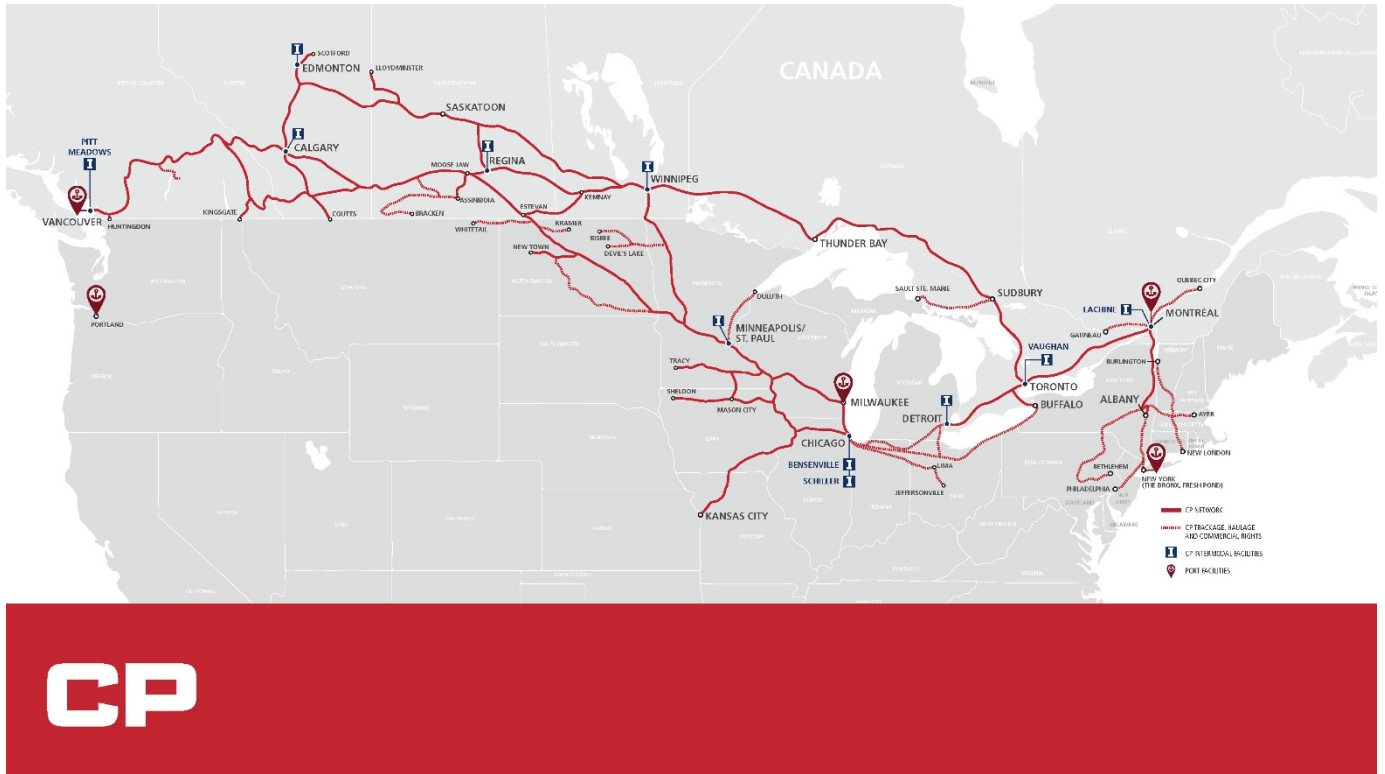 CANADA
SCOTFORD
EDMONTON
LLOYDMINSTER
SASKATOON
PITT
MEADOWS
CALGARY
MOOSE JAW
REGINA
WINNIPEG
VANCOUVER
HUNTINGDON
KINGSGATE
COUTTS
ASSINIBOIA
BRACKEN
ESTEVAN
KEMNAY
WHITETAIL
KRAMER
BISBEE
NEW TOWN
DEVIL'S LAKE
THUNDER BAY
PORTLAND
DULUTH
SAULT STE. MARIE
SUDBURY
QUEBEC CITY
LACHINE
MONTRÉAL
GATINEAU
MINNEAPOLIS/
ST. PAUL
VAUGHAN
BURLINGTON
TRACY
TORONTO
SHELDON
MASON CITY
MILWAUKEE
DETROIT
BUFFALO
ALBANY
AYER
CHICAGO
BENSENVILLE
SCHILLER
LIMA
JEFFERSONVILLE
KANSAS CITY
NEW LONDON
BETHLEHEM
PHILADELPHIA
NEW YORK
(THE BRONX, FRESH POND)
CP NETWORK
CP TRACKAGE, HAULAGE
AND COMMERCIAL RIGHTS
CP INTERMODAL FACILITIES
PORT FACILITIES
CP